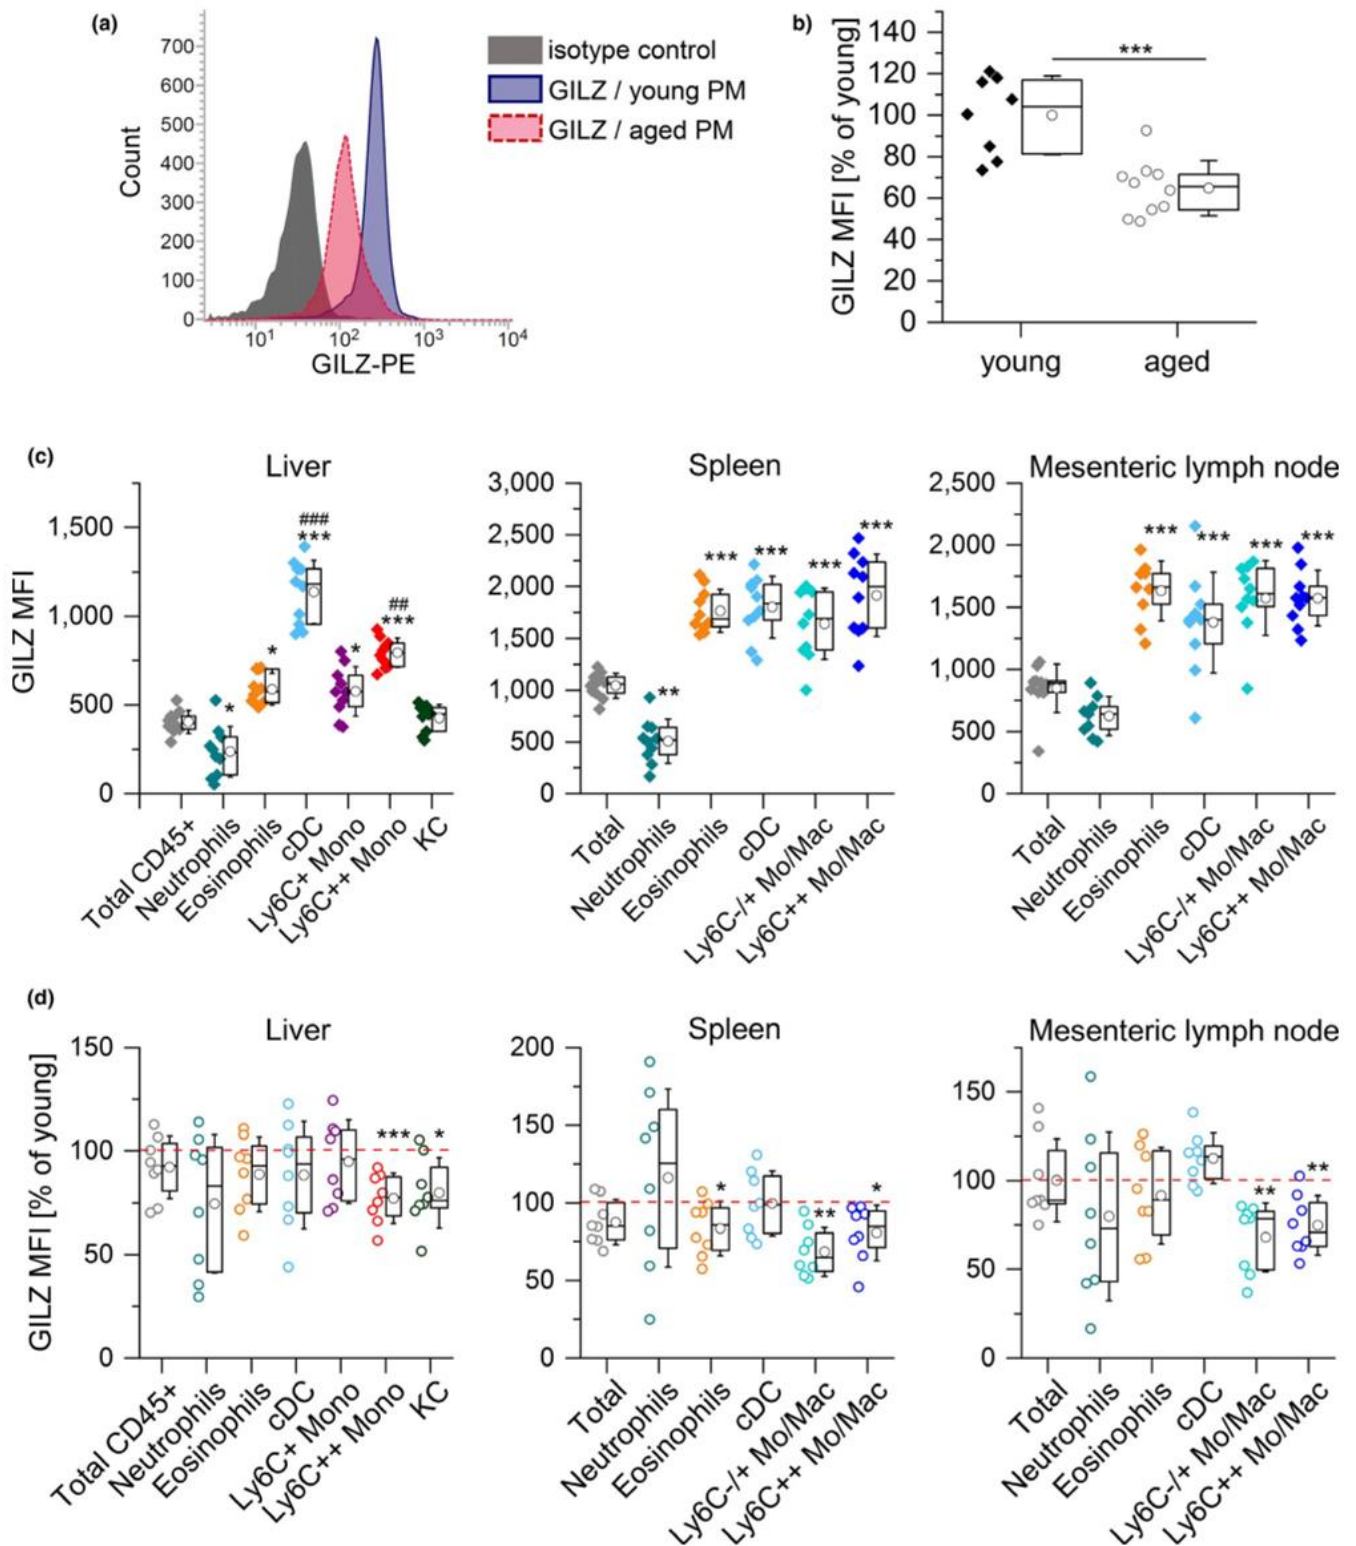 (a)
700
600
500
400
300
200
100
0
Count
10¹ 10² 10³ 10⁴
GILZ-PE
isotype control
GILZ / young PM
GILZ / aged PM
b)
GILZ MFI [% of young]
140
120
100
80
60
40
20
0
***
young aged
(c)
Liver
GILZ MFI
1,500
1,000
500
0
* * ### *** * ## ***
Total CD45+
Neutrophils
Eosinophils
cDC
Ly6C+ Mono
Ly6C++ Mono
KC
Spleen
3,000
2,500
2,000
1,500
1,000
500
0
** *** *** *** ***
Total
Neutrophils
Eosinophils
cDC
Ly6C-/+ Mo/Mac
Ly6C++ Mo/Mac
Mesenteric lymph node
2,500
2,000
1,500
1,000
500
0
*** *** *** ***
Total
Neutrophils
Eosinophils
cDC
Ly6C-/+ Mo/Mac
Ly6C++ Mo/Mac
(d)
Liver
GILZ MFI [% of young]
150
100
50
0
*** *
Total CD45+
Neutrophils
Eosinophils
cDC
Ly6C+ Mono
Ly6C++ Mono
KC
Spleen
200
150
100
50
0
* ** *
Total
Neutrophils
Eosinophils
cDC
Ly6C-/+ Mo/Mac
Ly6C++ Mo/Mac
Mesenteric lymph node
150
100
50
0
** **
Total
Neutrophils
Eosinophils
cDC
Ly6C-/+ Mo/Mac
Ly6C++ Mo/Mac